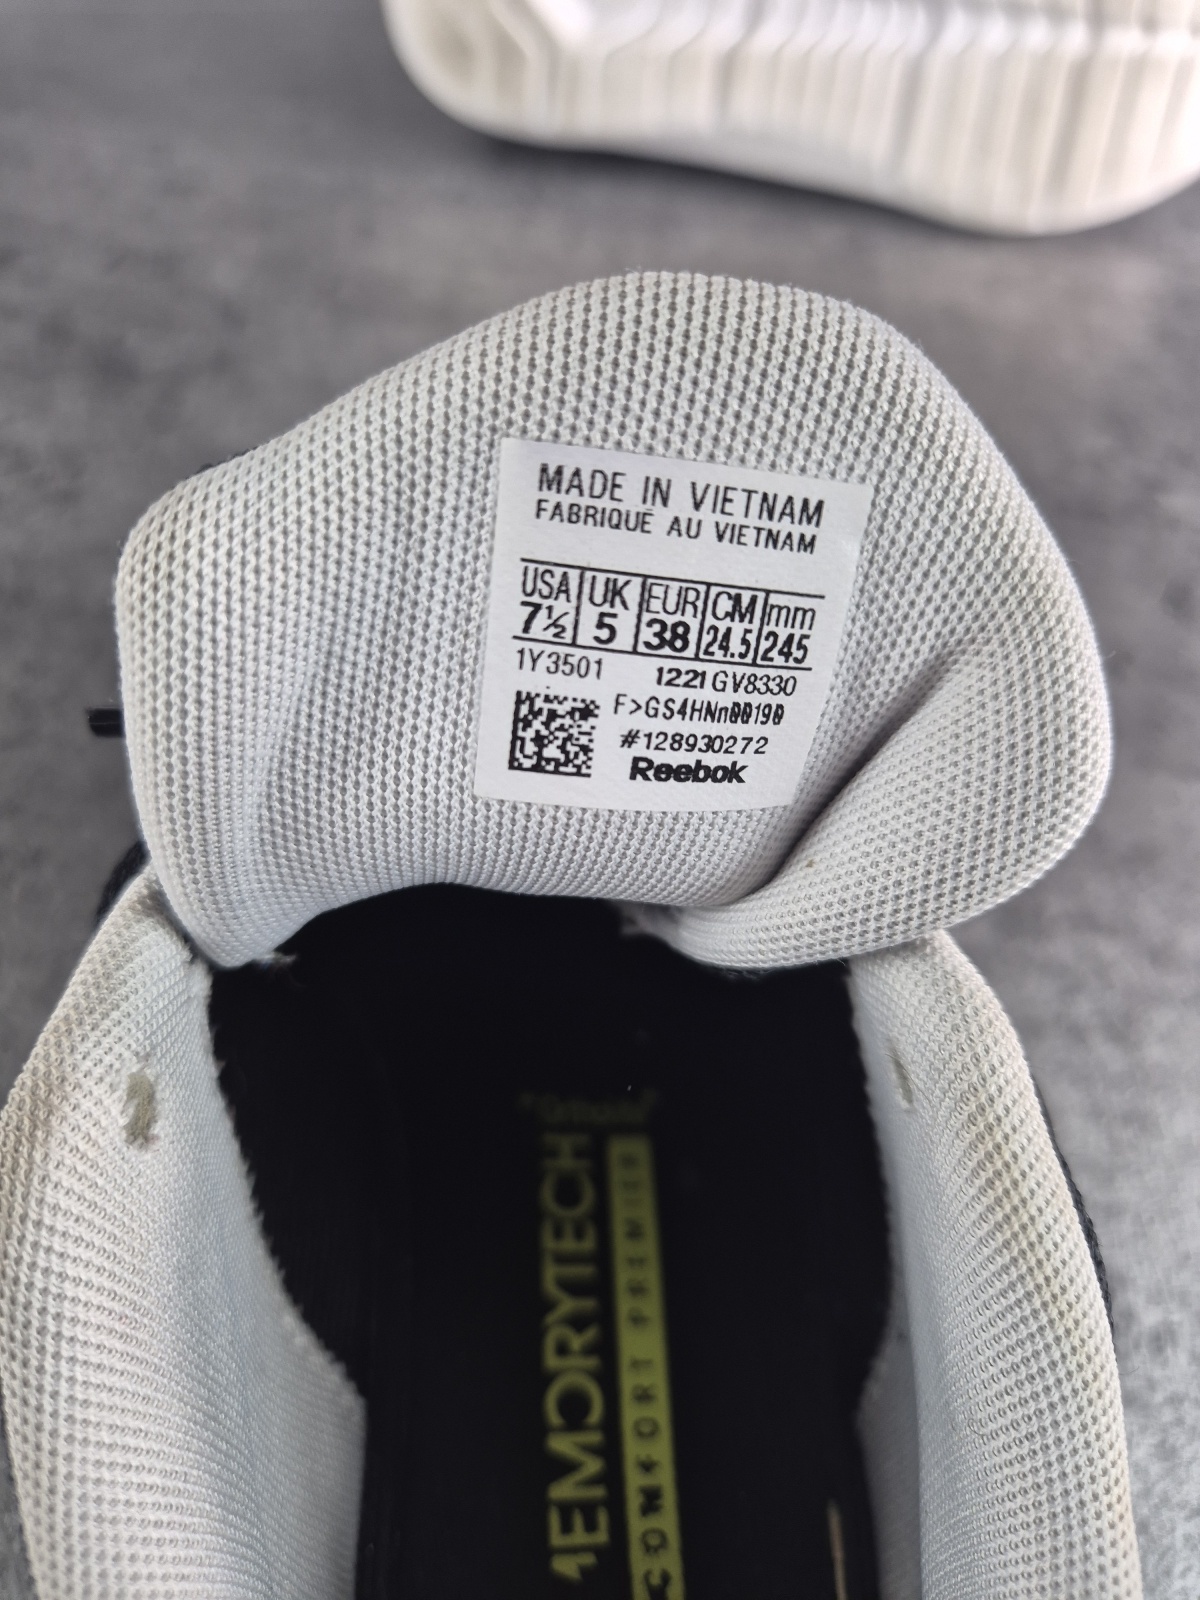 MADE IN VIETNAM
FABRIQUÉ AU VIETNAM
USA UK EUR CM mm
7½ 5 38 24.5 245
1Y3501 1221 GV8330
F>GS4HNn00190
#128930272
Reebok
MEMORYTECH
COMFORT PREMIER